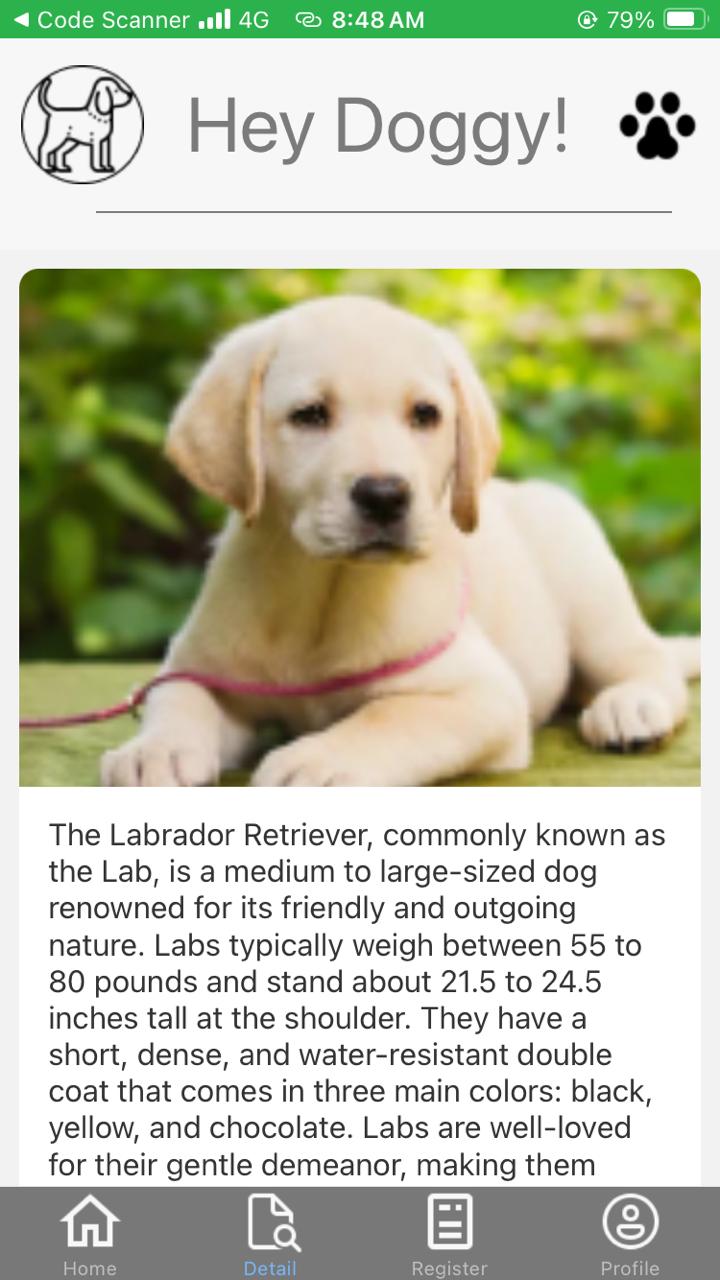 Code Scanner 4G 8:48 AM 79%
Hey Doggy!
The Labrador Retriever, commonly known as
the Lab, is a medium to large-sized dog
renowned for its friendly and outgoing
nature. Labs typically weigh between 55 to
80 pounds and stand about 21.5 to 24.5
inches tall at the shoulder. They have a
short, dense, and water-resistant double
coat that comes in three main colors: black,
yellow, and chocolate. Labs are well-loved
for their gentle demeanor, making them
Home Detail Register Profile